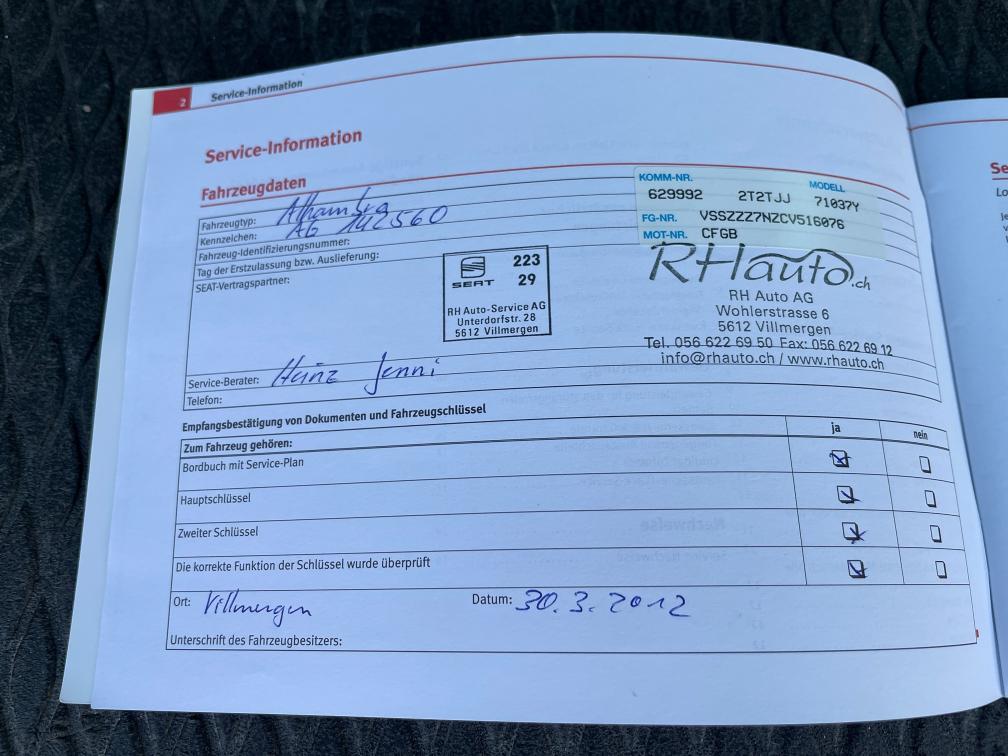 2 Service-Information
Service-Information
Fahrzeugdaten
Fahrzeugtyp: Alhambra
Kennzeichen: AG 142560
Fahrzeug-Identifizierungsnummer:
Tag der Erstzulassung bzw. Auslieferung:
SEAT-Vertragspartner:
KOMM-NR. MODELL
629992 2T2TJJ 71037Y
FG-NR. VSSZZZ7NZCV516076
MOT-NR. CFGB
SEAT 223
29
RH Auto-Service AG
Unterdorfstr. 28
5612 Villmergen
RHauto.ch
RH Auto AG
Wohlerstrasse 6
5612 Villmergen
Tel. 056 622 69 50 Fax: 056 622 69 12
info@rhauto.ch / www.rhauto.ch
Service-Berater: Heinz Jenni
Telefon:
Empfangsbestätigung von Dokumenten und Fahrzeugschlüssel
Zum Fahrzeug gehören: ja nein
Bordbuch mit Service-Plan
Hauptschlüssel
Zweiter Schlüssel
Die korrekte Funktion der Schlüssel wurde überprüft
Ort: Villmergen Datum: 30.3.2012
Unterschrift des Fahrzeugbesitzers: